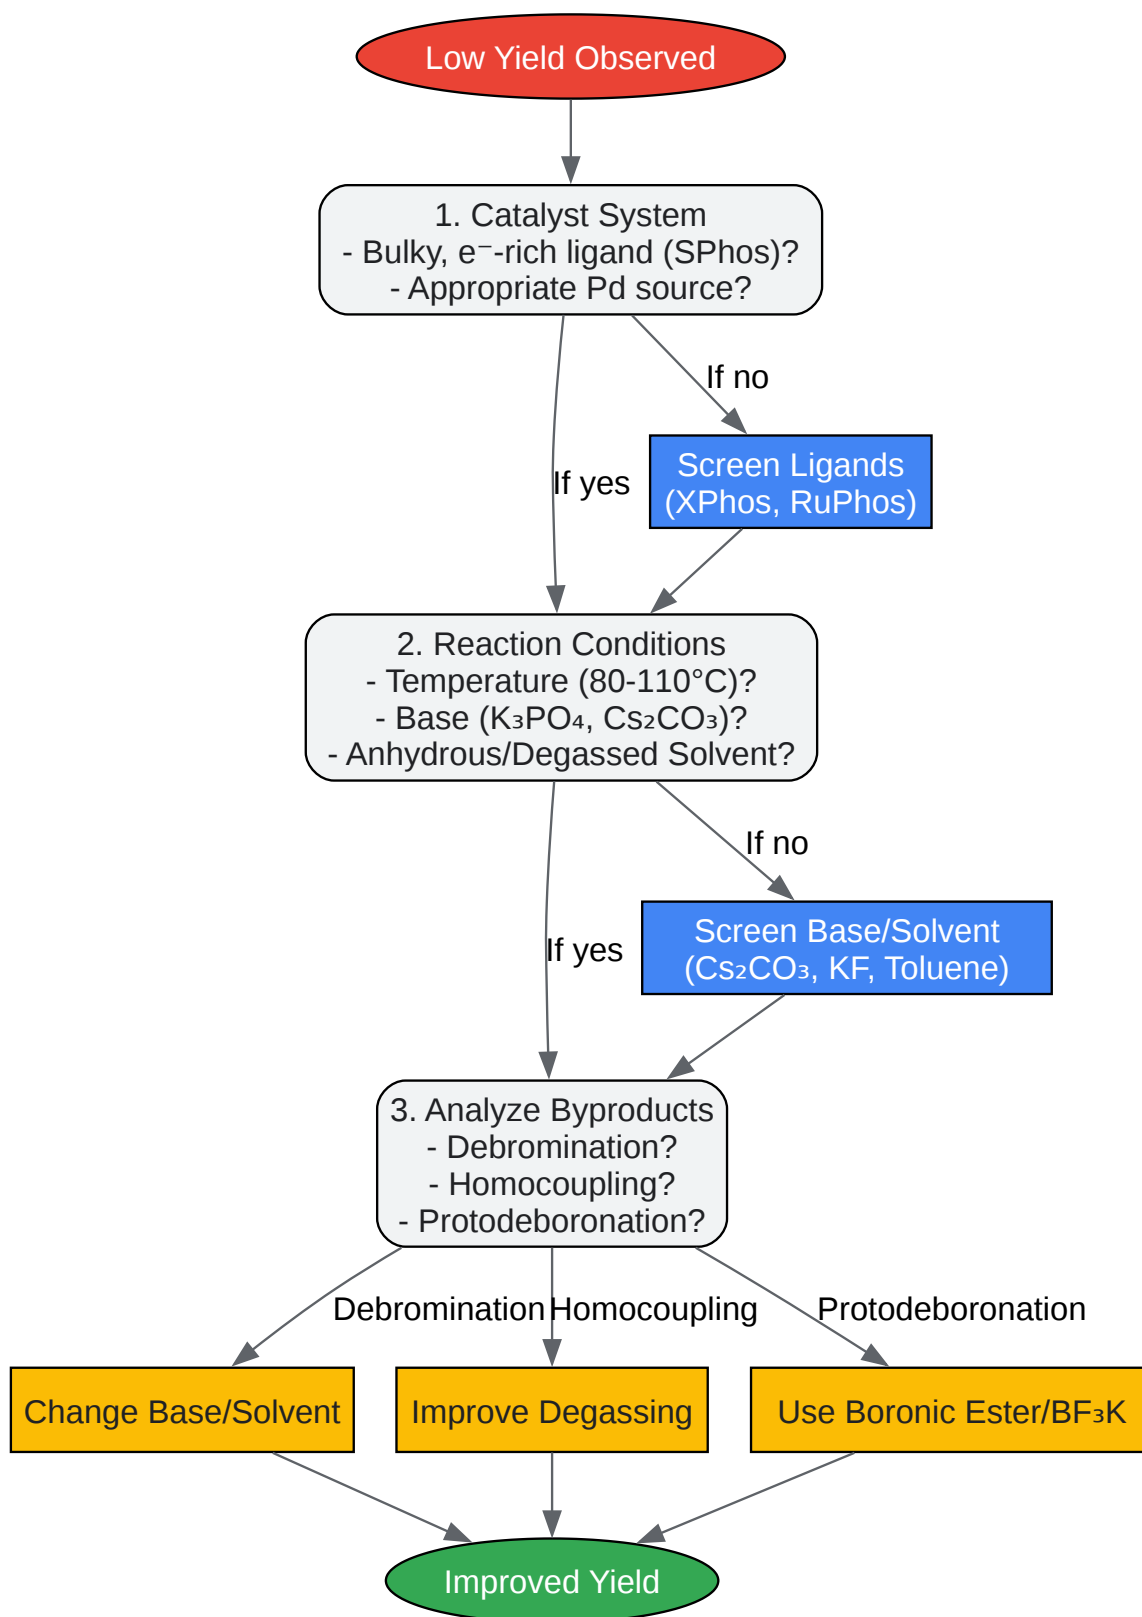 Low Yield Observed
1. Catalyst System
- Bulky, e⁻-rich ligand (SPhos)?
- Appropriate Pd source?
If no
Screen Ligands
(XPhos, RuPhos)
If yes
2. Reaction Conditions
- Temperature (80-110°C)?
- Base (K₃PO₄, Cs₂CO₃)?
- Anhydrous/Degassed Solvent?
If no
Screen Base/Solvent
(Cs₂CO₃, KF, Toluene)
If yes
3. Analyze Byproducts
- Debromination?
- Homocoupling?
- Protodeboronation?
Debromination
Homocoupling
Protodeboronation
Change Base/Solvent
Improve Degassing
Use Boronic Ester/BF₃K
Improved Yield